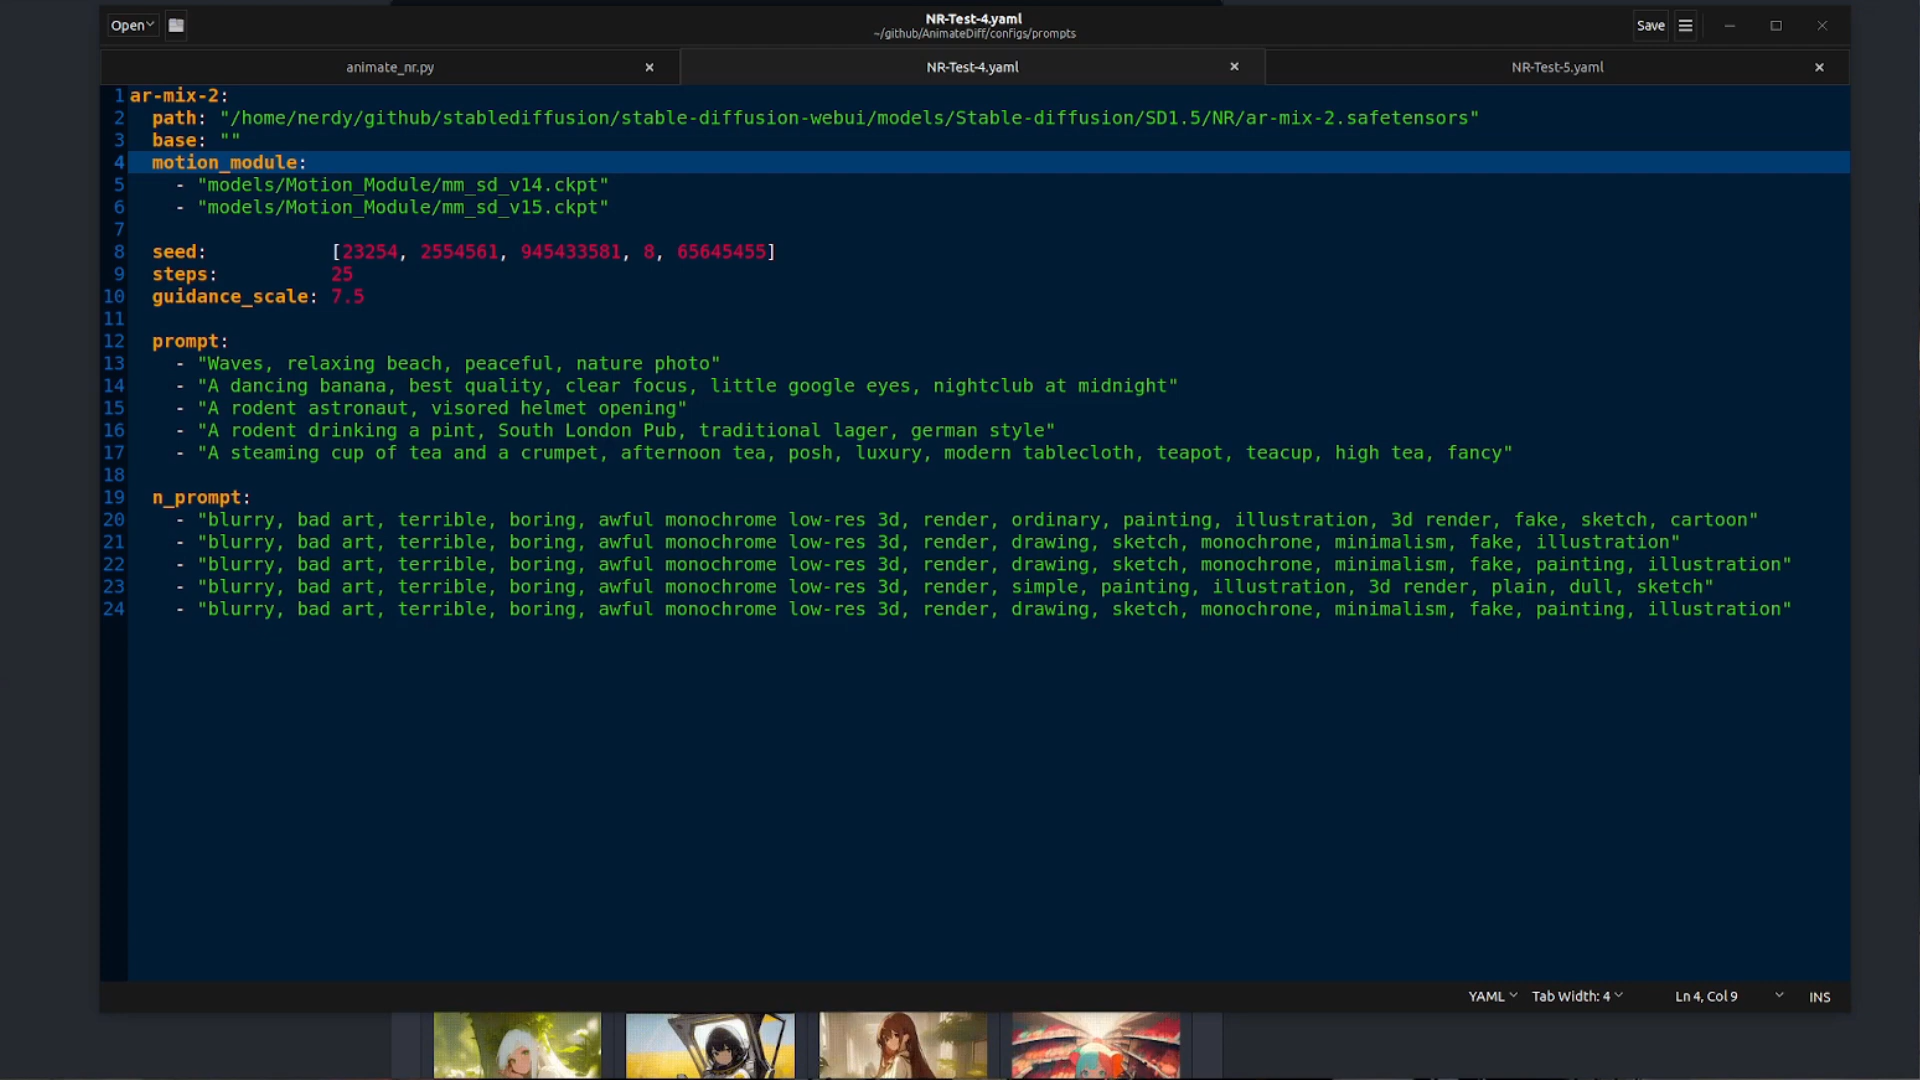 Open
NR-Test-4.yaml
~/github/AnimateDiff/configs/prompts
Save
animate_nr.py
NR-Test-4.yaml
NR-Test-5.yaml
1 ar-mix-2:
2 path: "/home/nerdy/github/stablediffusion/stable-diffusion-webui/models/Stable-diffusion/SD1.5/NR/ar-mix-2.safetensors"
3 base: ""
4 motion_module:
5 - "models/Motion_Module/mm_sd_v14.ckpt"
6 - "models/Motion_Module/mm_sd_v15.ckpt"
7
8 seed: [23254, 2554561, 945433581, 8, 65645455]
9 steps: 25
10 guidance_scale: 7.5
11
12 prompt:
13 - "Waves, relaxing beach, peaceful, nature photo"
14 - "A dancing banana, best quality, clear focus, little google eyes, nightclub at midnight"
15 - "A rodent astronaut, visored helmet opening"
16 - "A rodent drinking a pint, South London Pub, traditional lager, german style"
17 - "A steaming cup of tea and a crumpet, afternoon tea, posh, luxury, modern tablecloth, teapot, teacup, high tea, fancy"
18
19 n_prompt:
20 - "blurry, bad art, terrible, boring, awful monochrome low-res 3d, render, ordinary, painting, illustration, 3d render, fake, sketch, cartoon"
21 - "blurry, bad art, terrible, boring, awful monochrome low-res 3d, render, drawing, sketch, monochrone, minimalism, fake, illustration"
22 - "blurry, bad art, terrible, boring, awful monochrome low-res 3d, render, drawing, sketch, monochrone, minimalism, fake, painting, illustration"
23 - "blurry, bad art, terrible, boring, awful monochrome low-res 3d, render, simple, painting, illustration, 3d render, plain, dull, sketch"
24 - "blurry, bad art, terrible, boring, awful monochrome low-res 3d, render, drawing, sketch, monochrone, minimalism, fake, painting, illustration"
YAML Tab Width: 4 Ln 4, Col 9 INS